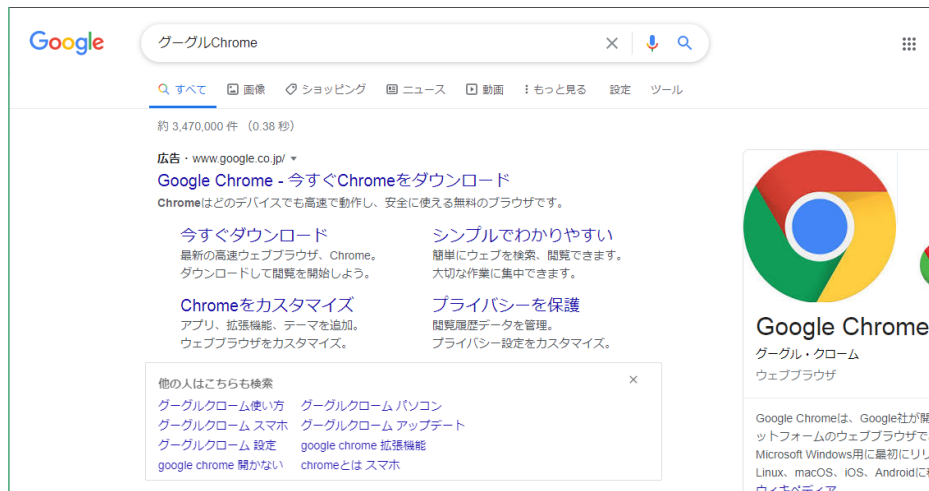 Google
グーグルChrome
すべて 画像 ショッピング ニュース 動画 もっと見る 設定 ツール
約 3,470,000 件 （0.38 秒）
広告・www.google.co.jp/
Google Chrome - 今すぐChromeをダウンロード
Chromeはどのデバイスでも高速で動作し、安全に使える無料のブラウザです。
今すぐダウンロード
最新の高速ウェブブラウザ、Chrome。
ダウンロードして閲覧を開始しよう。
シンプルでわかりやすい
簡単にウェブを検索、閲覧できます。
大切な作業に集中できます。
Chromeをカスタマイズ
アプリ、拡張機能、テーマを追加。
ウェブブラウザをカスタマイズ。
プライバシーを保護
閲覧履歴データを管理。
プライバシー設定をカスタマイズ。
他の人はこちらも検索
グーグルクローム使い方 グーグルクローム パソコン
グーグルクローム スマホ グーグルクローム アップデート
グーグルクローム 設定 google chrome 拡張機能
google chrome 開かない chromeとは スマホ
Google Chrome
グーグル・クローム
ウェブブラウザ
Google Chromeは、Google社が開
ットフォームのウェブブラウザで
Microsoft Windows用に最初にリリ
Linux、macOS、iOS、Androidに
ウィキペディア